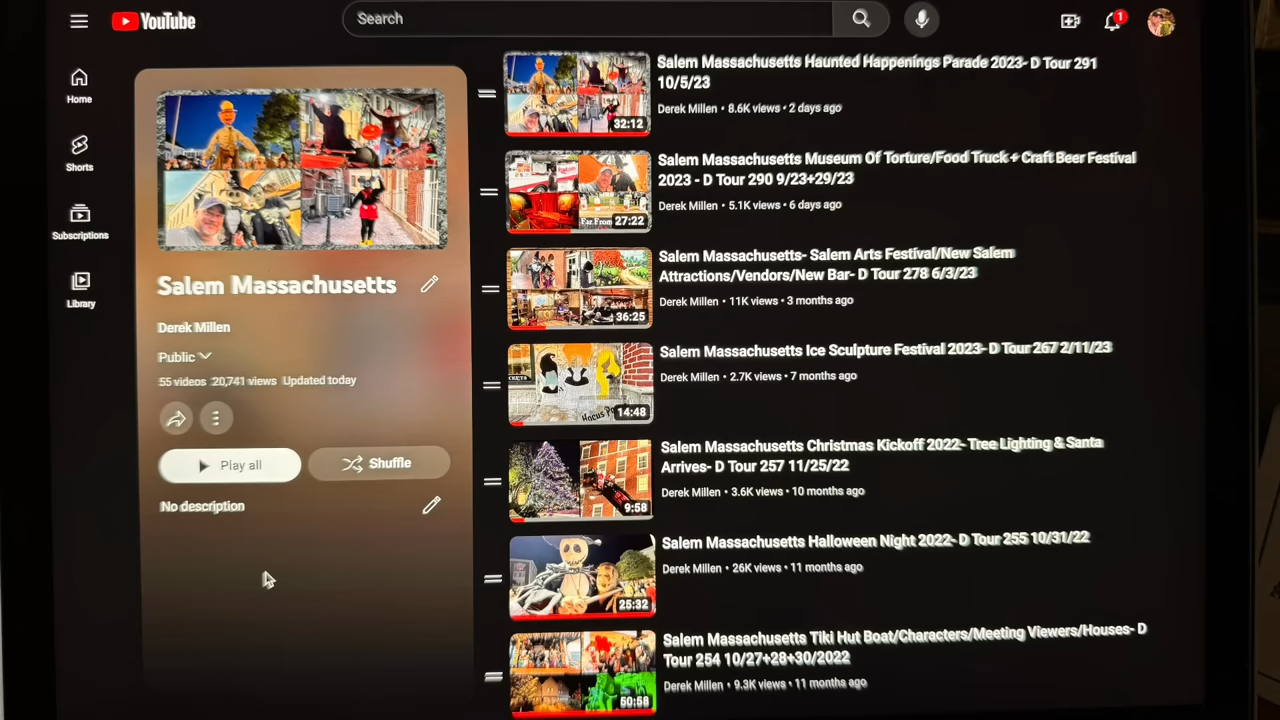 YouTube
Search
1
Home
Shorts
Subscriptions
Library
Salem Massachusetts
Derek Millen
Public
55 videos 20,741 views Updated today
Play all
Shuffle
No description
Salem Massachusetts Haunted Happenings Parade 2023- D Tour 291
10/5/23
Derek Millen • 8.6K views • 2 days ago
32:12
Salem Massachusetts Museum Of Torture/Food Truck + Craft Beer Festival
2023 - D Tour 290 9/23+29/23
Derek Millen • 5.1K views • 6 days ago
Far From
27:22
Salem Massachusetts- Salem Arts Festival/New Salem
Attractions/Vendors/New Bar- D Tour 278 6/3/23
Derek Millen • 11K views • 3 months ago
36:25
Salem Massachusetts Ice Sculpture Festival 2023- D Tour 267 2/11/23
Derek Millen • 2.7K views • 7 months ago
Hocus Po
14:48
Salem Massachusetts Christmas Kickoff 2022- Tree Lighting & Santa
Arrives- D Tour 257 11/25/22
Derek Millen • 3.6K views • 10 months ago
9:58
Salem Massachusetts Halloween Night 2022- D Tour 255 10/31/22
Derek Millen • 26K views • 11 months ago
25:32
Salem Massachusetts Tiki Hut Boat/Characters/Meeting Viewers/Houses- D
Tour 254 10/27+28+30/2022
Derek Millen • 9.3K views • 11 months ago
50:58